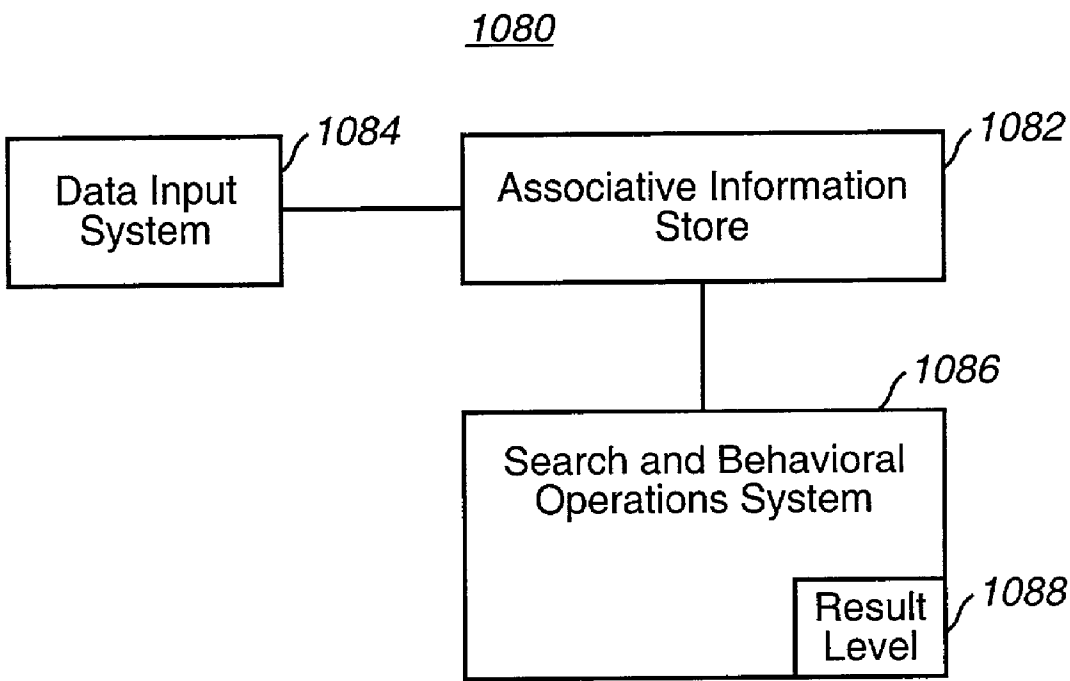 1080
1084
Data Input
System
1082
Associative Information
Store
1086
Search and Behavioral
Operations System
1088
Result
Level